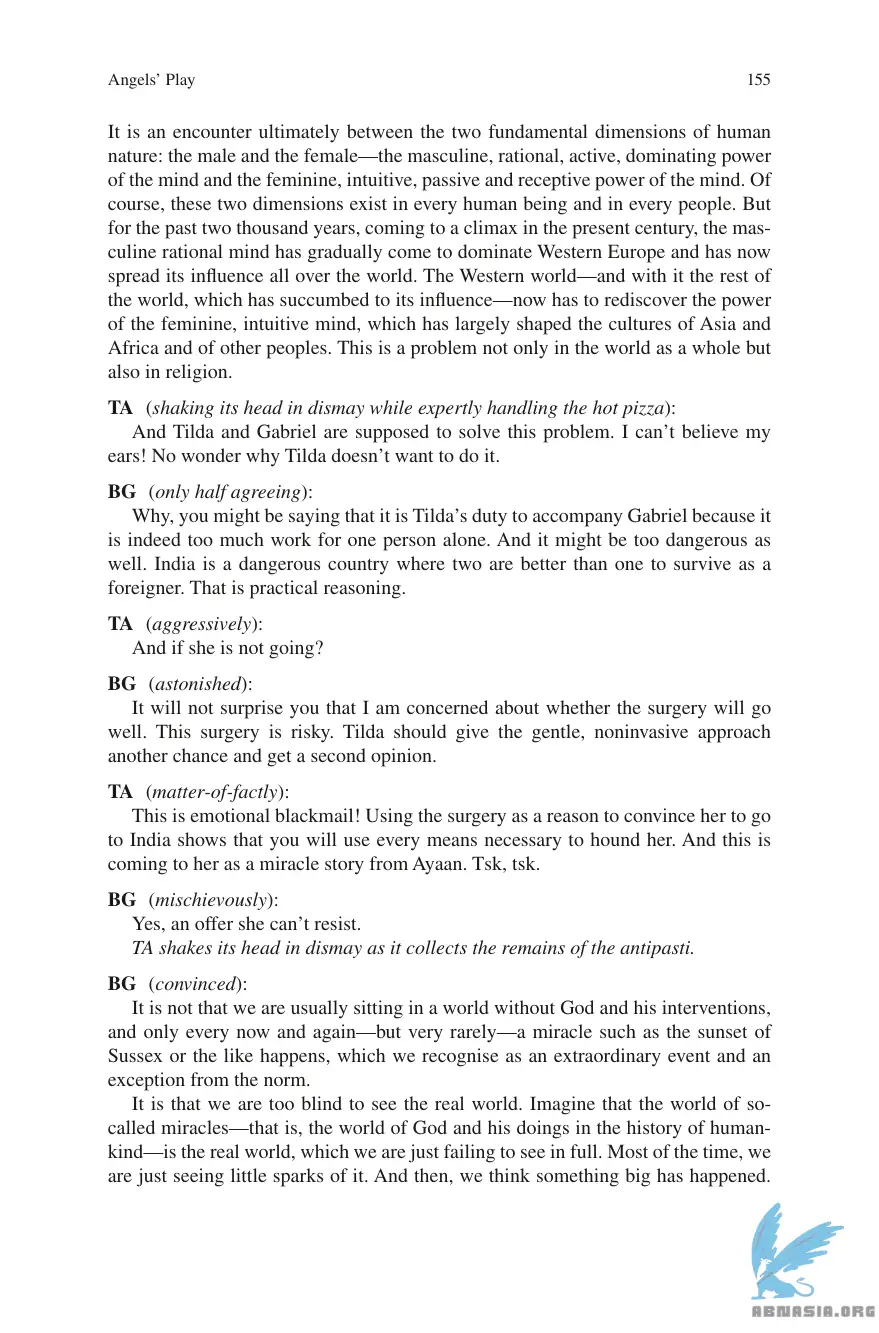 Angels’ Play 155
It is an encounter ultimately between the two fundamental dimensions of human
nature: the male and the female—the masculine, rational, active, dominating power
of the mind and the feminine, intuitive, passive and receptive power of the mind. Of
course, these two dimensions exist in every human being and in every people. But
for the past two thousand years, coming to a climax in the present century, the mas-
culine rational mind has gradually come to dominate Western Europe and has now
spread its influence all over the world. The Western world—and with it the rest of
the world, which has succumbed to its influence—now has to rediscover the power
of the feminine, intuitive mind, which has largely shaped the cultures of Asia and
Africa and of other peoples. This is a problem not only in the world as a whole but
also in religion.
TA (shaking its head in dismay while expertly handling the hot pizza):
And Tilda and Gabriel are supposed to solve this problem. I can’t believe my
ears! No wonder why Tilda doesn’t want to do it.
BG (only half agreeing):
Why, you might be saying that it is Tilda’s duty to accompany Gabriel because it
is indeed too much work for one person alone. And it might be too dangerous as
well. India is a dangerous country where two are better than one to survive as a
foreigner. That is practical reasoning.
TA (aggressively):
And if she is not going?
BG (astonished):
It will not surprise you that I am concerned about whether the surgery will go
well. This surgery is risky. Tilda should give the gentle, noninvasive approach
another chance and get a second opinion.
TA (matter-of-factly):
This is emotional blackmail! Using the surgery as a reason to convince her to go
to India shows that you will use every means necessary to hound her. And this is
coming to her as a miracle story from Ayaan. Tsk, tsk.
BG (mischievously):
Yes, an offer she can’t resist.
TA shakes its head in dismay as it collects the remains of the antipasti.
BG (convinced):
It is not that we are usually sitting in a world without God and his interventions,
and only every now and again—but very rarely—a miracle such as the sunset of
Sussex or the like happens, which we recognise as an extraordinary event and an
exception from the norm.
It is that we are too blind to see the real world. Imagine that the world of so-
called miracles—that is, the world of God and his doings in the history of human-
kind—is the real world, which we are just failing to see in full. Most of the time, we
are just seeing little sparks of it. And then, we think something big has happened.
ABNASIA.ORG